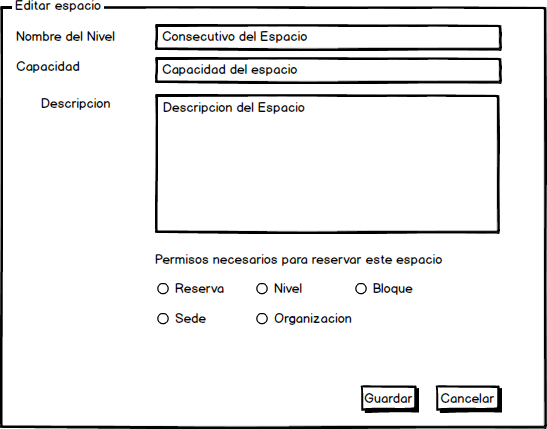 Editar espacio
Nombre del Nivel Consecutivo del Espacio
Capacidad Capacidad del espacio
Descripcion Descripcion del Espacio
Permisos necesarios para reservar este espacio
Reserva Nivel Bloque
Sede Organizacion
Guardar Cancelar